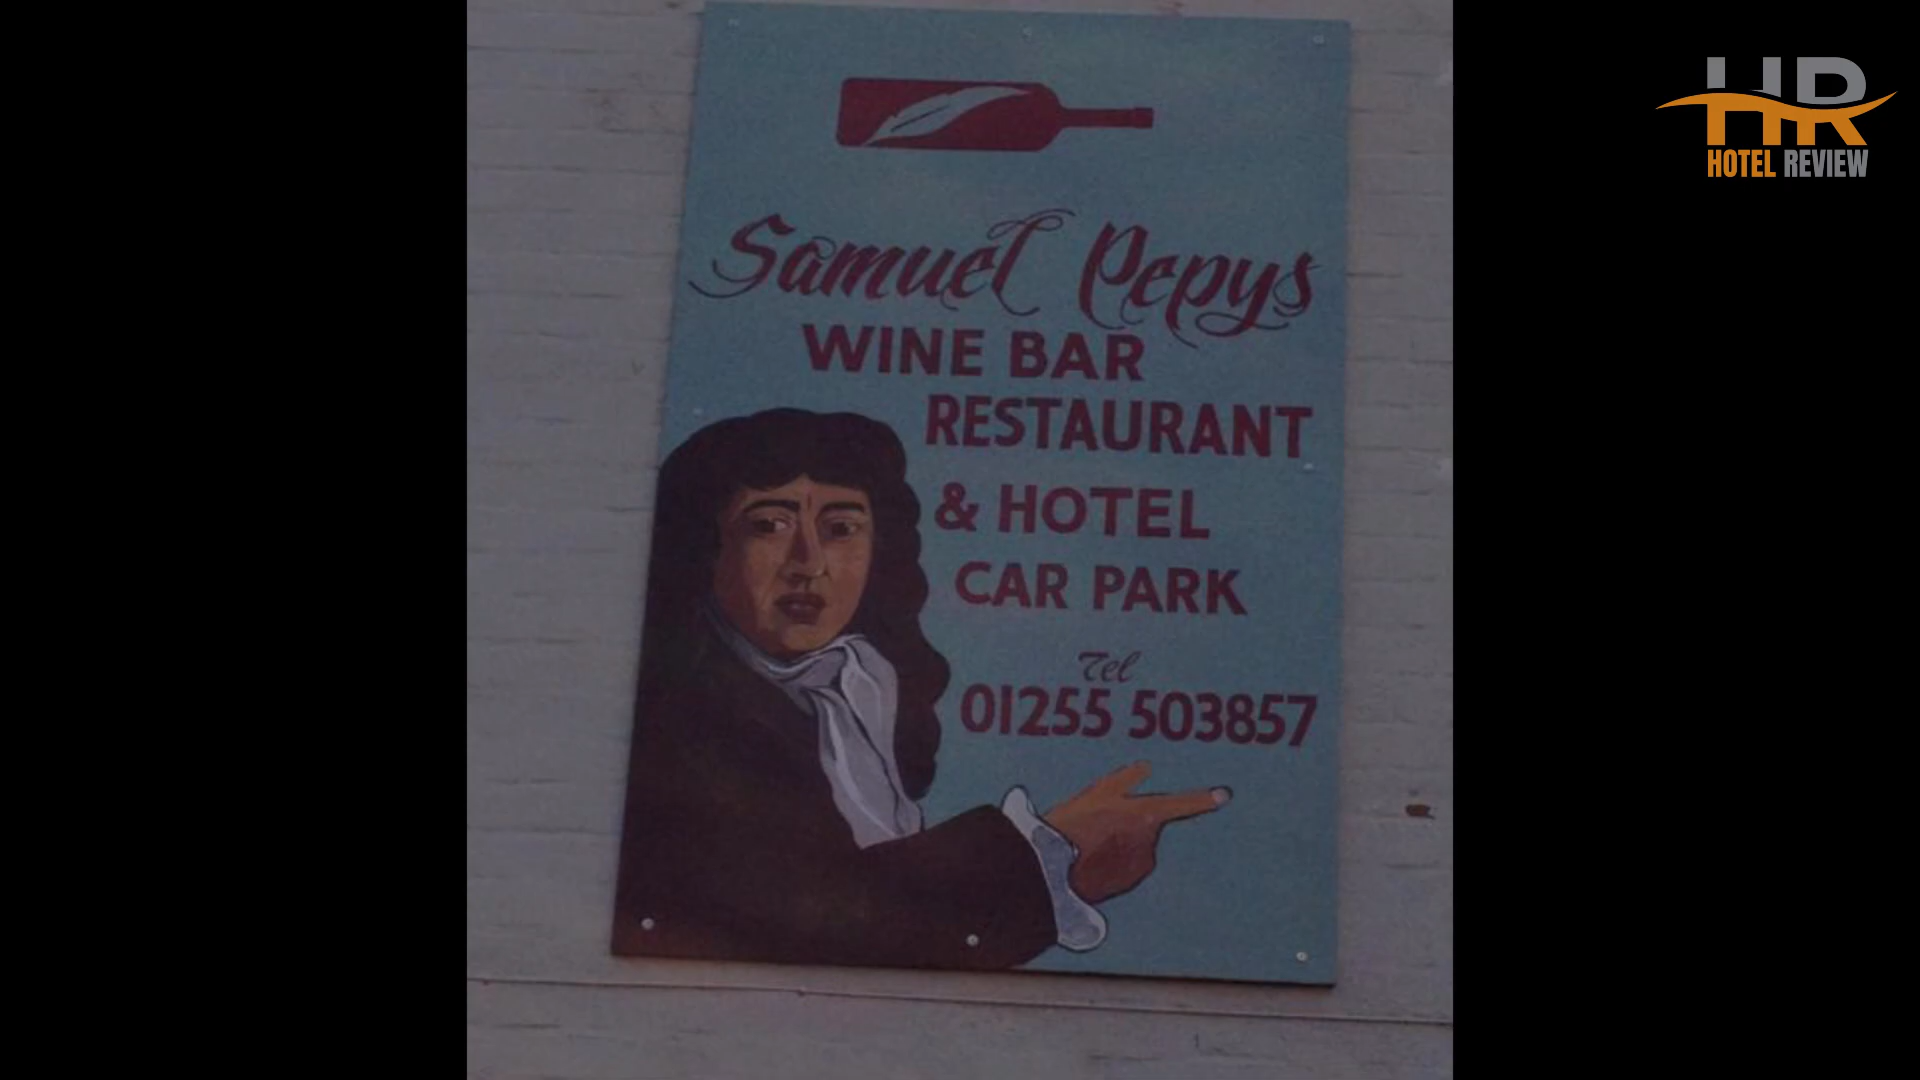 Samuel Pepys
WINE BAR
RESTAURANT
& HOTEL
CAR PARK
Tel
01255 503857
HR
HOTEL REVIEW